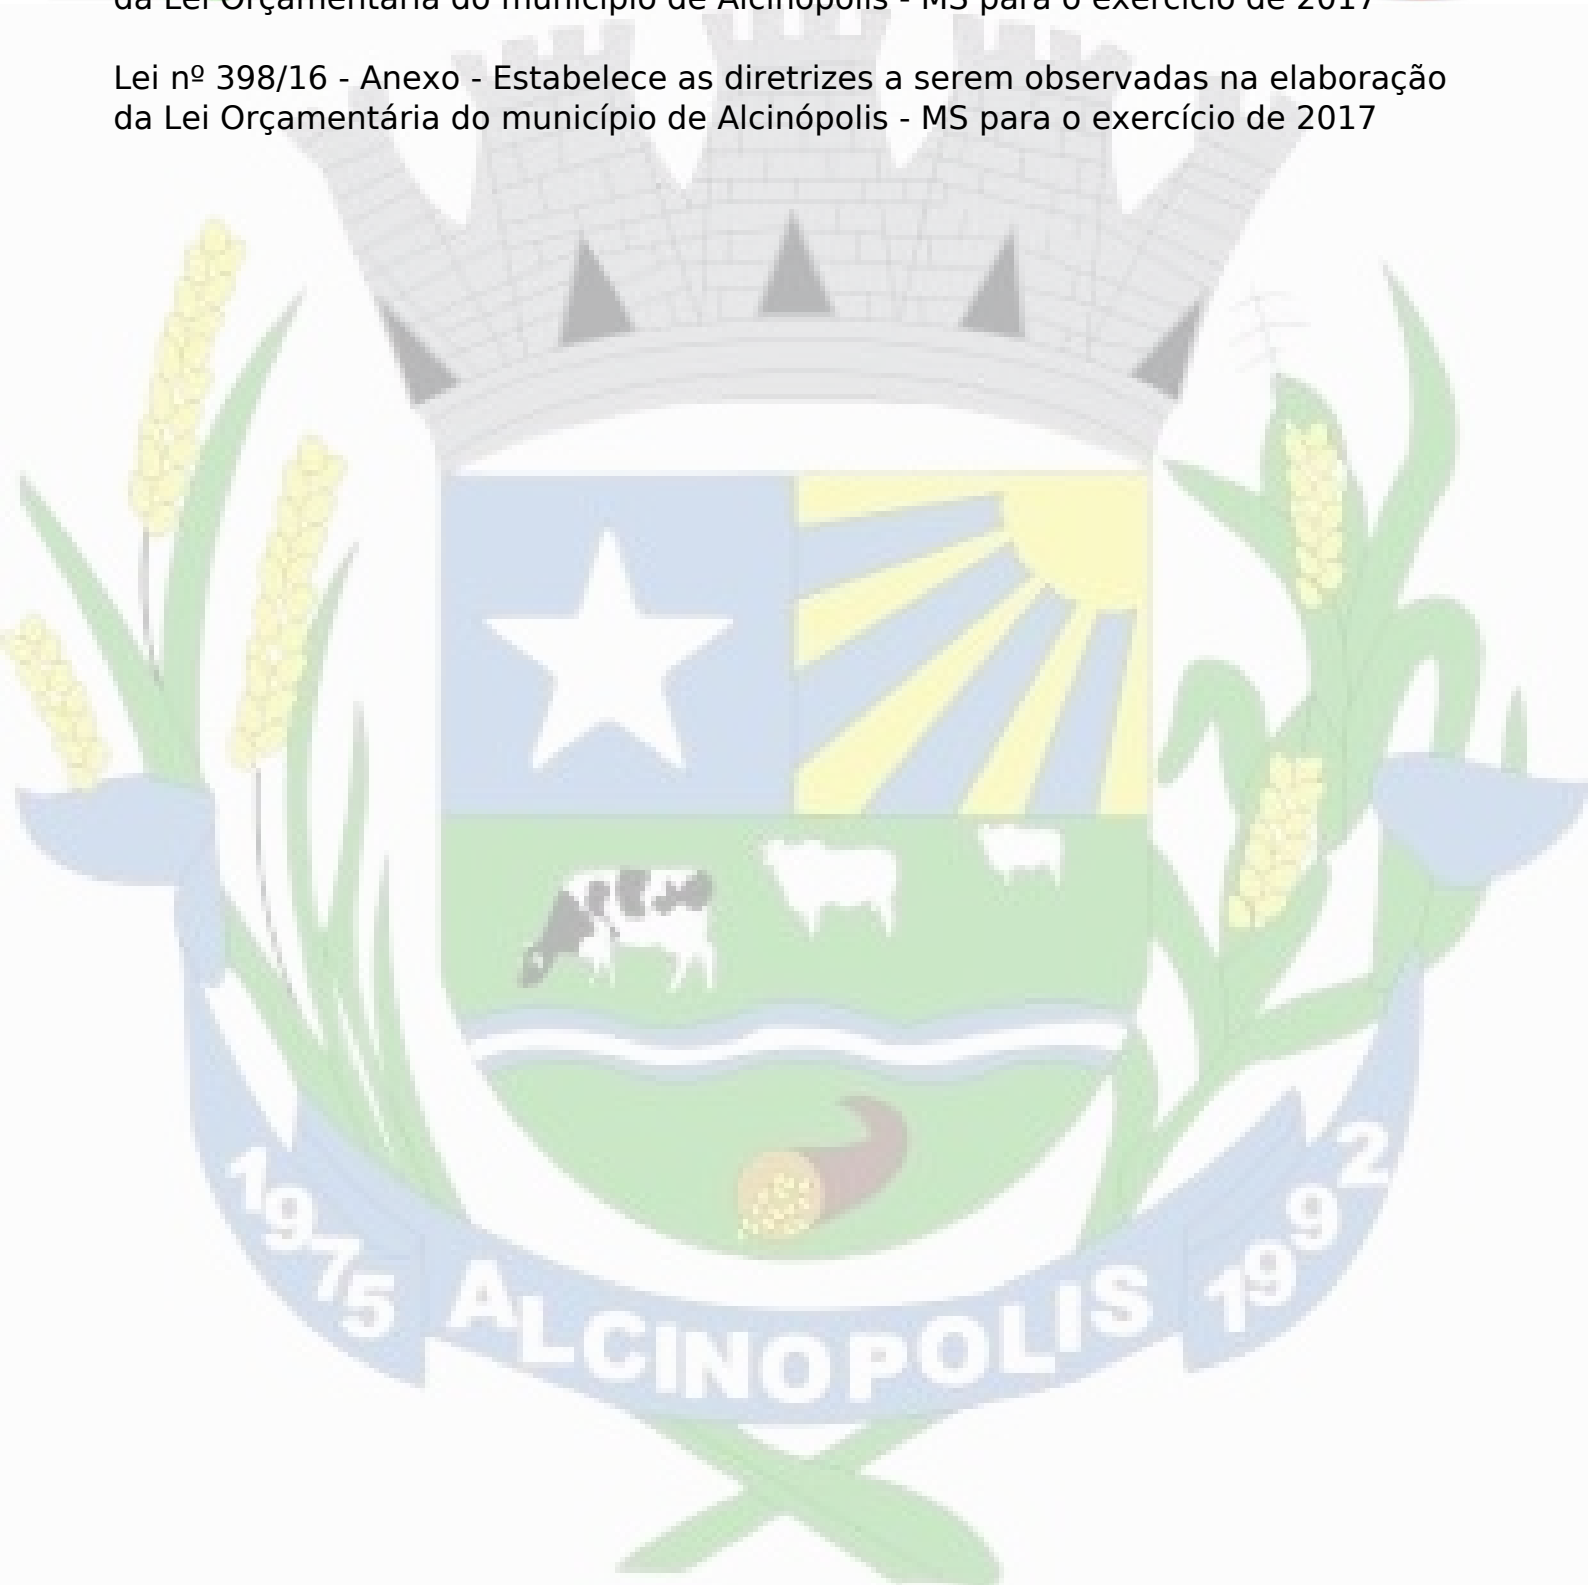 da Lei Orçamentária do município de Alcinópolis - MS para o exercício de 2017
Lei nº 398/16 - Anexo - Estabelece as diretrizes a serem observadas na elaboração
da Lei Orçamentária do município de Alcinópolis - MS para o exercício de 2017
1975 ALCINOPOLIS 1992